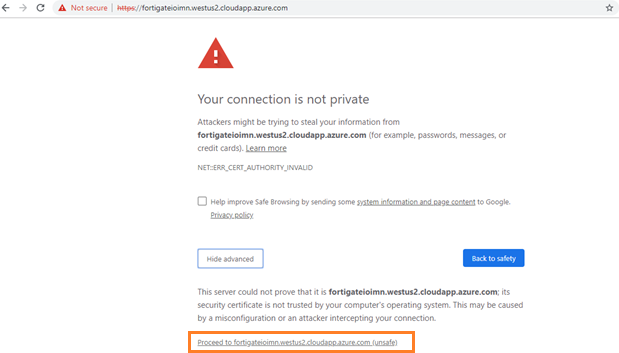 Not secure | https://fortigateioimn.westus2.cloudapp.azure.com
Your connection is not private
Attackers might be trying to steal your information from
fortigateioimn.westus2.cloudapp.azure.com (for example, passwords, messages, or
credit cards). Learn more
NET::ERR_CERT_AUTHORITY_INVALID
Help improve Safe Browsing by sending some system information and page content to Google.
Privacy policy
Hide advanced
Back to safety
This server could not prove that it is fortigateioimn.westus2.cloudapp.azure.com; its
security certificate is not trusted by your computer's operating system. This may be caused
by a misconfiguration or an attacker intercepting your connection.
Proceed to fortigateioimn.westus2.cloudapp.azure.com (unsafe)